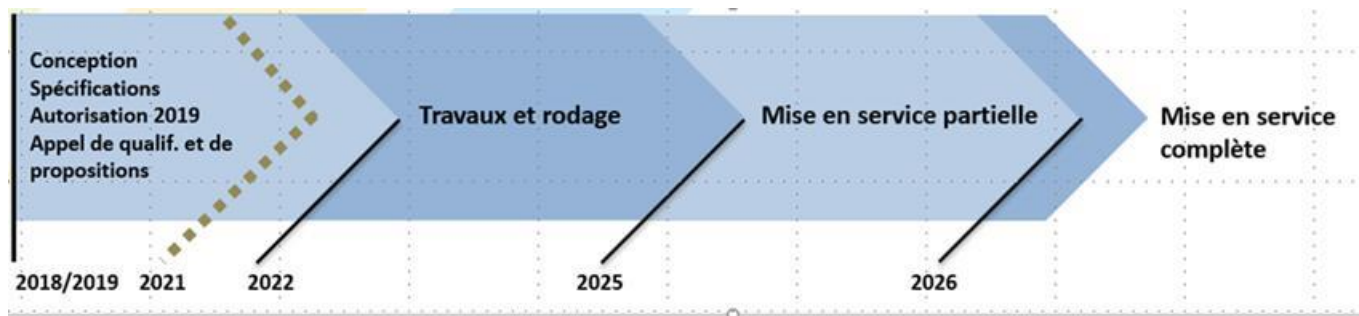 Conception
Spécifications
Autorisation 2019
Appel de qualif. et de
propositions
Travaux et rodage
Mise en service partielle
Mise en service
complète
2018/2019 2021 2022 2025 2026